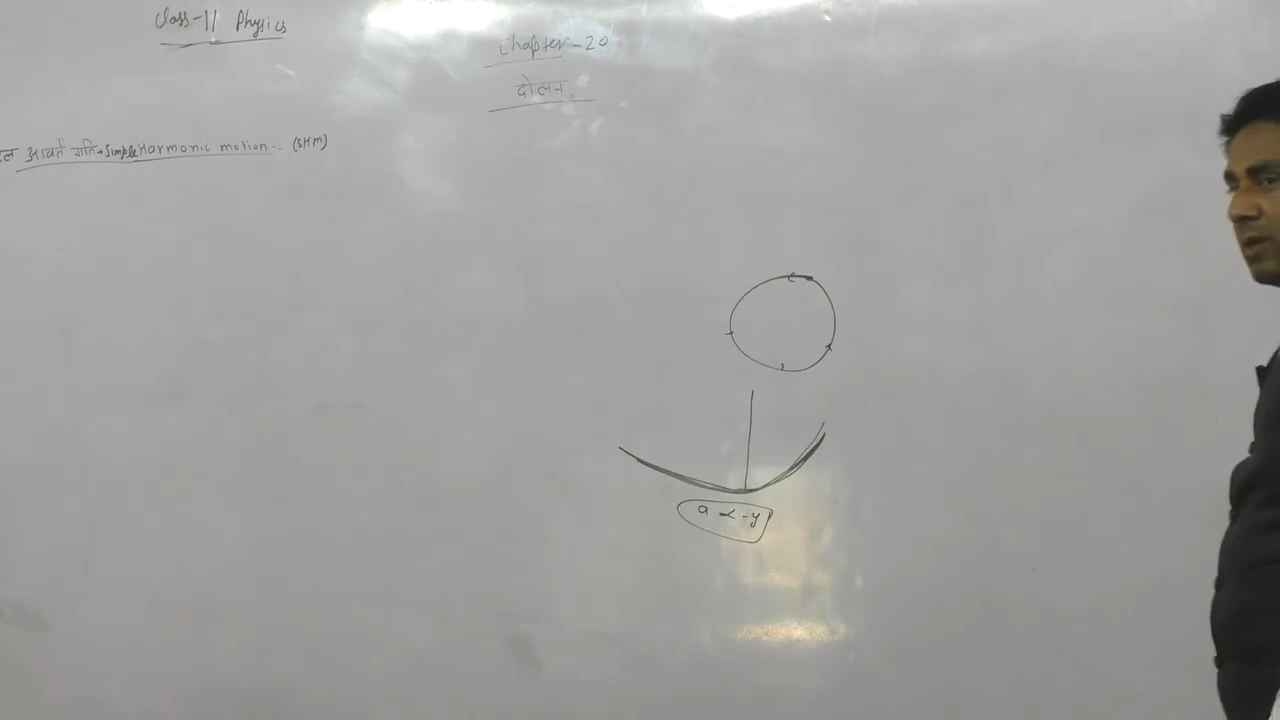 Class-11 Physics
Chapter-20
दोलन
आवर्त गति→Simple Harmonic motion-. (SHM)
a ∝ -y